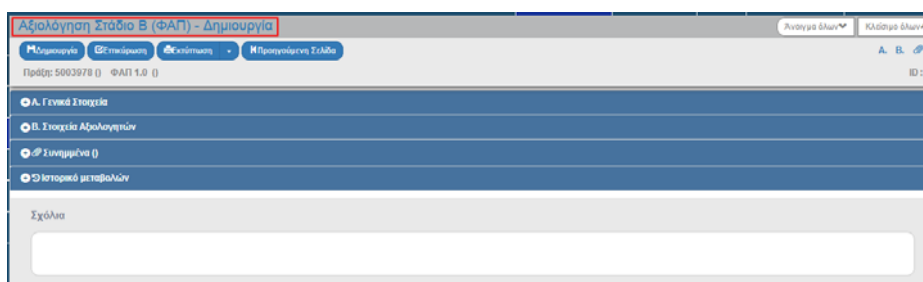 Αξιολόγηση Στάδιο Β (ΦΑΠ) - Δημιουργία
Άνοιγμα όλων
Κλείσιμο όλων
Δημιουργία
Επικύρωση
Εκτύπωση
Προηγούμενη Σελίδα
Α. Β.
Πράξη: 5003978 () ΦΑΠ 1.0 ()
ID :
Α. Γενικά Στοιχεία
Β. Στοιχεία Αξιολογητών
Συνημμένα ()
Ιστορικό μεταβολών
Σχόλια